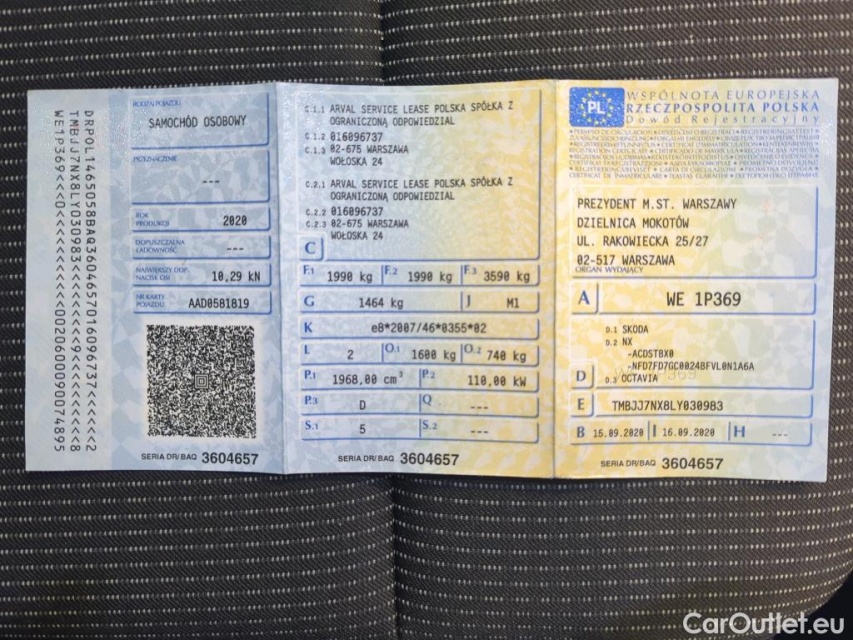 DRPOL1465058BAQ3604657016096737<<<<<<2
WE1P369<<
RODZAJ POJAZDU
SAMOCHÓD OSOBOWY
PRZEZNACZENIE
---
ROK PRODUKCJI
2020
DOPUSZCZALNA ŁADOWNOŚĆ
---
NAJWIĘKSZY DOP. NACISK OSI
10,29 kN
NR KARTY POJAZDU
AAD0581819
SERIA DR/BAQ 3604657
C.1.1 ARVAL SERVICE LEASE POLSKA SPÓŁKA Z
OGRANICZONĄ ODPOWIEDZIAL
C.1.2 016096737
C.1.3 02-675 WARSZAWA
WOŁOSKA 24
C.2.1 ARVAL SERVICE LEASE POLSKA SPÓŁKA Z
OGRANICZONĄ ODPOWIEDZIAL
C.2.2 016096737
C.2.3 02-675 WARSZAWA
WOŁOSKA 24
C
F.1 1990 kg F.2 1990 kg F.3 3590 kg
G 1464 kg J M1
K e8*2007/46*0355*02
L 2 O.1 1600 kg O.2 740 kg
P.1 1968,00 cm³ P.2 110,00 kW
P.3 D Q ---
S.1 5 S.2 ---
SERIA DR/BAQ 3604657
PL
WSPÓLNOTA EUROPEJSKA
RZECZPOSPOLITA POLSKA
Dowód Rejestracyjny
PREZYDENT M.ST. WARSZAWY
DZIELNICA MOKOTÓW
UL. RAKOWIECKA 25/27
02-517 WARSZAWA
ORGAN WYDAJĄCY
A WE 1P369
D.1 SKODA
D.2 NX
-ACDSTBX0
-NFD7FD7GC0024BFVL0N1A6A
D D.3 OCTAVIA
E TMBJJ7NX8LY030983
B 15.09.2020 I 16.09.2020 H ---
SERIA DR/BAQ 3604657
CarOutlet.eu